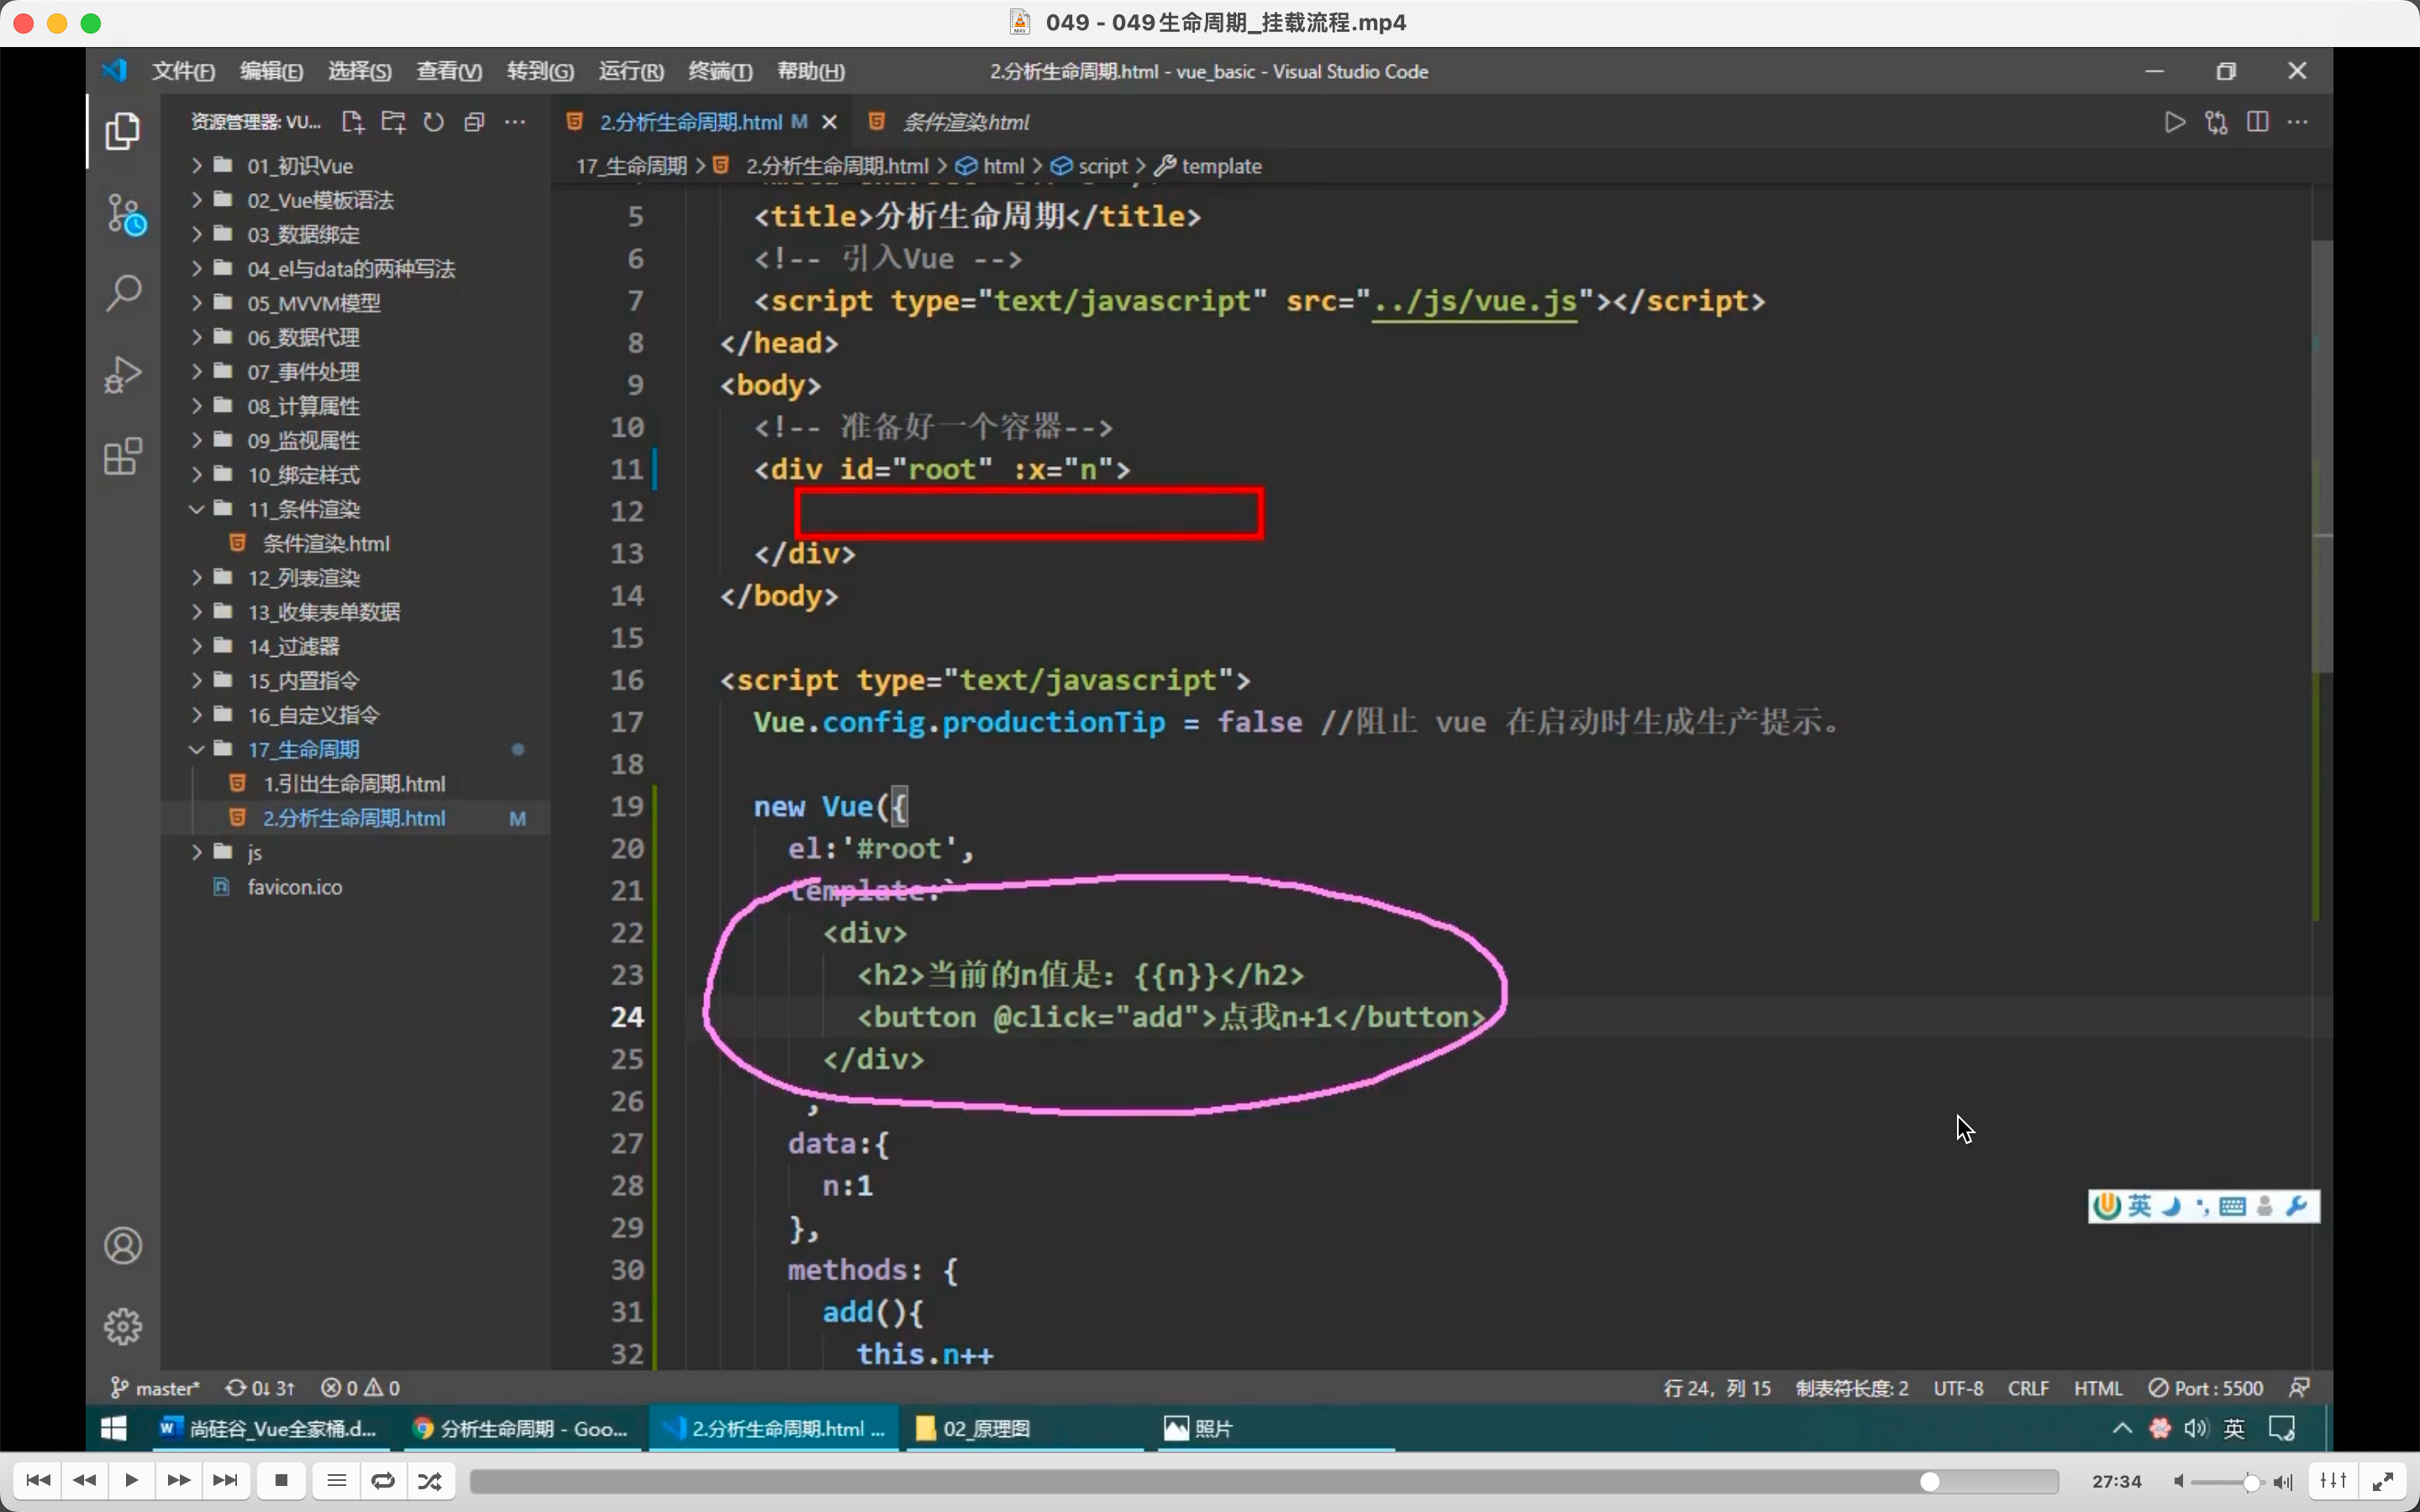 049 - 049生命周期_挂载流程.mp4
文件(F) 编辑(E) 选择(S) 查看(V) 转到(G) 运行(R) 终端(T) 帮助(H)
2.分析生命周期.html - vue_basic - Visual Studio Code
资源管理器: VU...
01_初识Vue
02_Vue模板语法
03_数据绑定
04_el与data的两种写法
05_MVVM模型
06_数据代理
07_事件处理
08_计算属性
09_监视属性
10_绑定样式
11_条件渲染
条件渲染.html
12_列表渲染
13_收集表单数据
14_过滤器
15_内置指令
16_自定义指令
17_生命周期
1.引出生命周期.html
2.分析生命周期.html M
js
favicon.ico
2.分析生命周期.html M
条件渲染.html
17_生命周期 > 2.分析生命周期.html > html > script > template
5 <title>分析生命周期</title>
6 <!-- 引入Vue -->
7 <script type="text/javascript" src="../js/vue.js"></script>
8 </head>
9 <body>
10 <!-- 准备好一个容器-->
11 <div id="root" :x="n">
12
13 </div>
14 </body>
15
16 <script type="text/javascript">
17 Vue.config.productionTip = false //阻止 vue 在启动时生成生产提示。
18
19 new Vue({
20 el:'#root',
21 template:`
22 <div>
23 <h2>当前的n值是：{{n}}</h2>
24 <button @click="add">点我n+1</button>
25 </div>
26 ,
27 data:{
28 n:1
29 },
30 methods: {
31 add(){
32 this.n++
英
master* 0↓ 3↑ 0 0
行 24，列 15 制表符长度: 2 UTF-8 CRLF HTML Port : 5500
尚硅谷_Vue全家桶.d...
分析生命周期 - Goo...
2.分析生命周期.html ...
02_原理图
照片
英
27:34